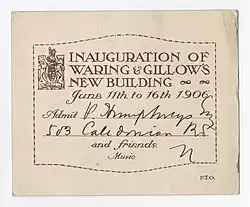 INAUGURATION OF
WARING & GILLOW'S
NEW BUILDING
June 11th to 16th 1906
Admit P. Humphreys Esq
503 Caledonian Rd
and friends
Music
N
P.T.O.